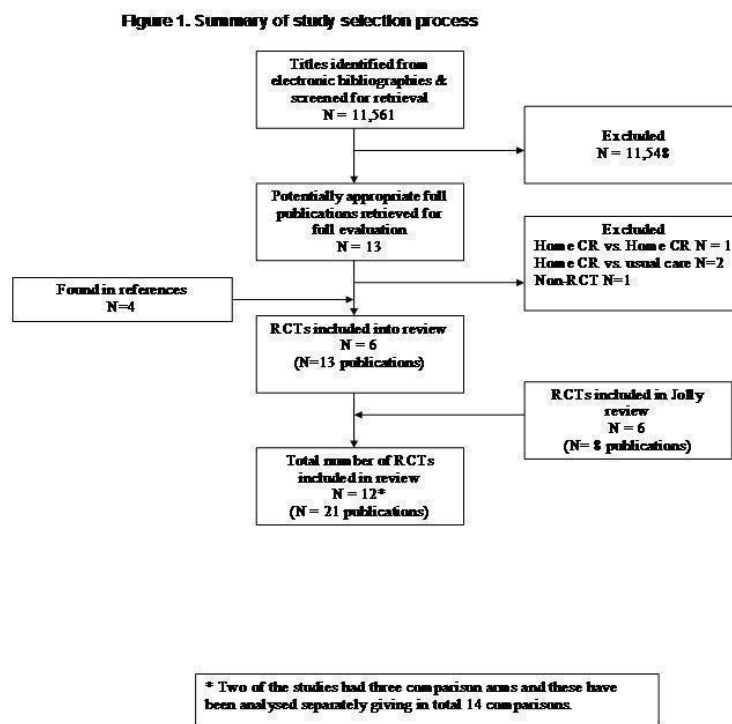 Figure 1. Summary of study selection process
Titles identified from
electronic bibliographies &
screened for retrieval
N = 11,561
Excluded
N = 11,548
Potentially appropriate full
publications retrieved for
full evaluation
N = 13
Excluded
Home CR vs. Home CR N = 1
Home CR vs. usual care N=2
Non-RCT N=1
Found in references
N=4
RCTs included into review
N = 6
(N=13 publications)
RCTs included in Jolly
review
N = 6
(N= 8 publications)
Total number of RCTs
included in review
N = 12*
(N = 21 publications)
* Two of the studies had three comparison arms and these have
been analysed separately giving in total 14 comparisons.